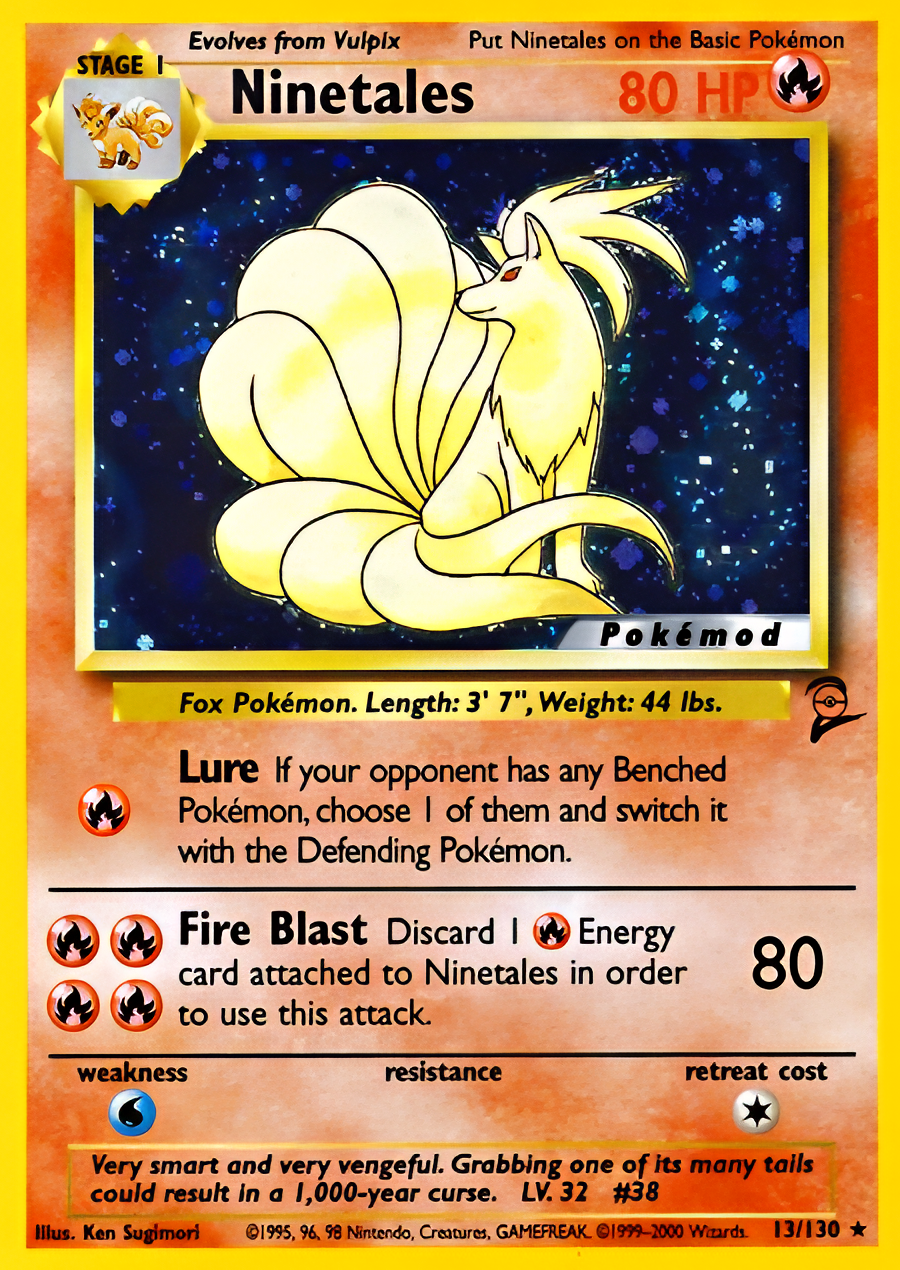 Evolves from Vulpix Put Ninetales on the Basic Pokémon
STAGE 1
Ninetales 80 HP
Pokémod
Fox Pokémon. Length: 3' 7", Weight: 44 lbs.
Lure If your opponent has any Benched
Pokémon, choose 1 of them and switch it
with the Defending Pokémon.
Fire Blast Discard 1 Energy
card attached to Ninetales in order
to use this attack.
80
weakness resistance retreat cost
Very smart and very vengeful. Grabbing one of its many tails
could result in a 1,000-year curse. LV. 32 #38
Illus. Ken Sugimori ©1995, 96, 98 Nintendo, Creatures, GAMEFREAK. ©1999–2000 Wizards. 13/130 ★